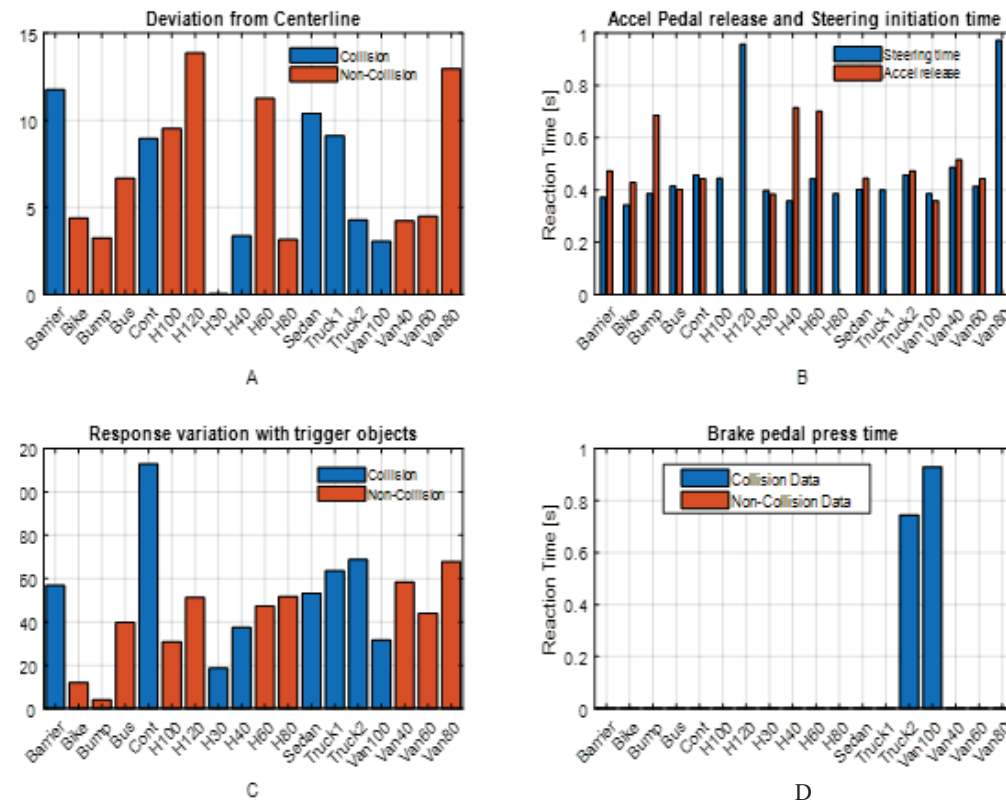 Deviation from Centerline
15
10
5
0
Collision
Non-Collision
Barrier
Bike
Bump
Bus
Cont
H100
H120
H30
H40
H60
H80
Sedan
Truck1
Truck2
Van100
Van40
Van60
Van80
A
Accel Pedal release and Steering initiation time
Reaction Time [s]
1
0.8
0.6
0.4
0.2
0
Steering time
Accel release
Barrier
Bike
Bump
Bus
Cont
H100
H120
H30
H40
H60
H80
Sedan
Truck1
Truck2
Van100
Van40
Van60
Van80
B
Response variation with trigger objects
20
00
80
60
40
20
0
Collision
Non-Collision
Barrier
Bike
Bump
Bus
Cont
H100
H120
H30
H40
H60
H80
Sedan
Truck1
Truck2
Van100
Van40
Van60
Van80
C
Brake pedal press time
Reaction Time [s]
1
0.8
0.6
0.4
0.2
0
Collision Data
Non-Collision Data
Barrier
Bike
Bump
Bus
Cont
H100
H120
H30
H40
H60
H80
Sedan
Truck1
Truck2
Van100
Van40
Van60
Van80
D